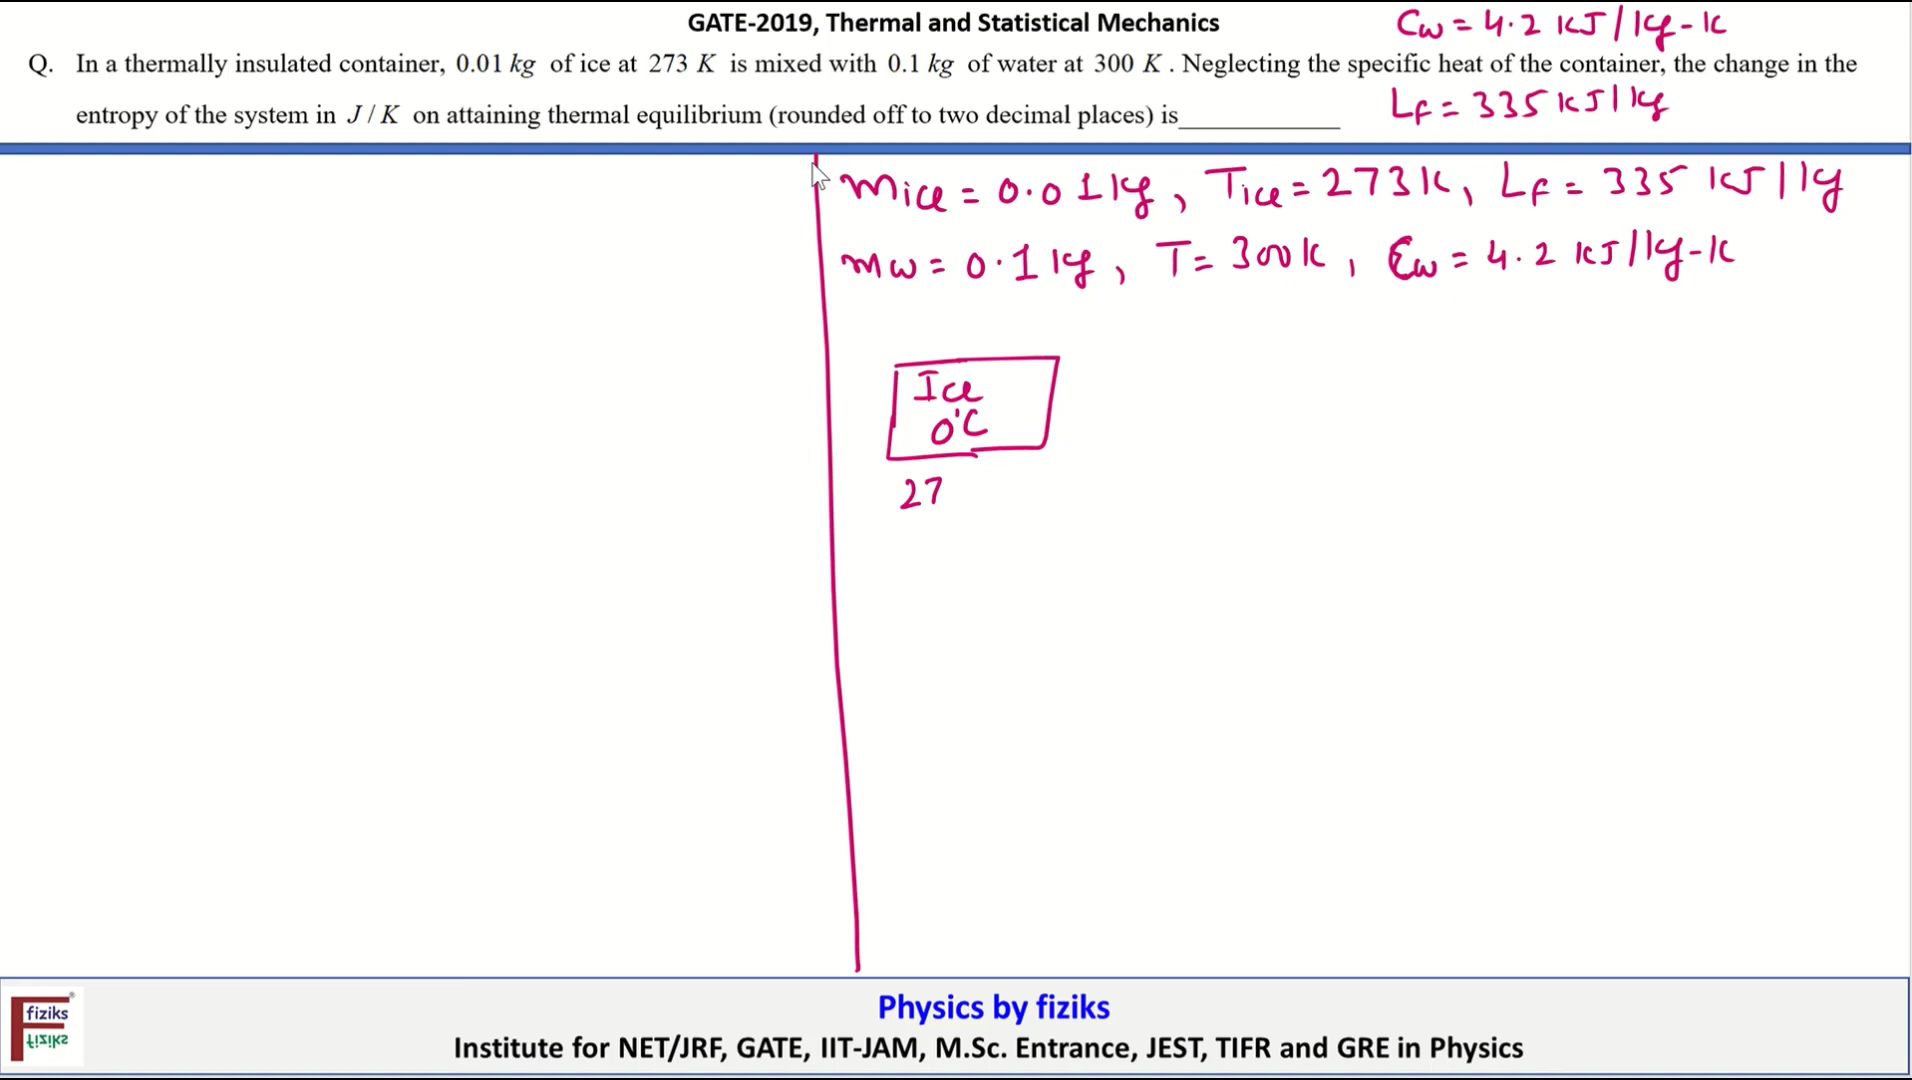 GATE-2019, Thermal and Statistical Mechanics
Cw = 4.2 KJ/kg-K
Q. In a thermally insulated container, 0.01 kg of ice at 273 K is mixed with 0.1 kg of water at 300 K . Neglecting the specific heat of the container, the change in the
entropy of the system in J / K on attaining thermal equilibrium (rounded off to two decimal places) is____________
Lf = 335 KJ/kg
mice = 0.01kg, Tice = 273K, Lf = 335 KJ/kg
mw = 0.1kg, T = 300K, Cw = 4.2 KJ/kg-K
Ice
0°C
27
fiziks
fiziks
Physics by fiziks
Institute for NET/JRF, GATE, IIT-JAM, M.Sc. Entrance, JEST, TIFR and GRE in Physics